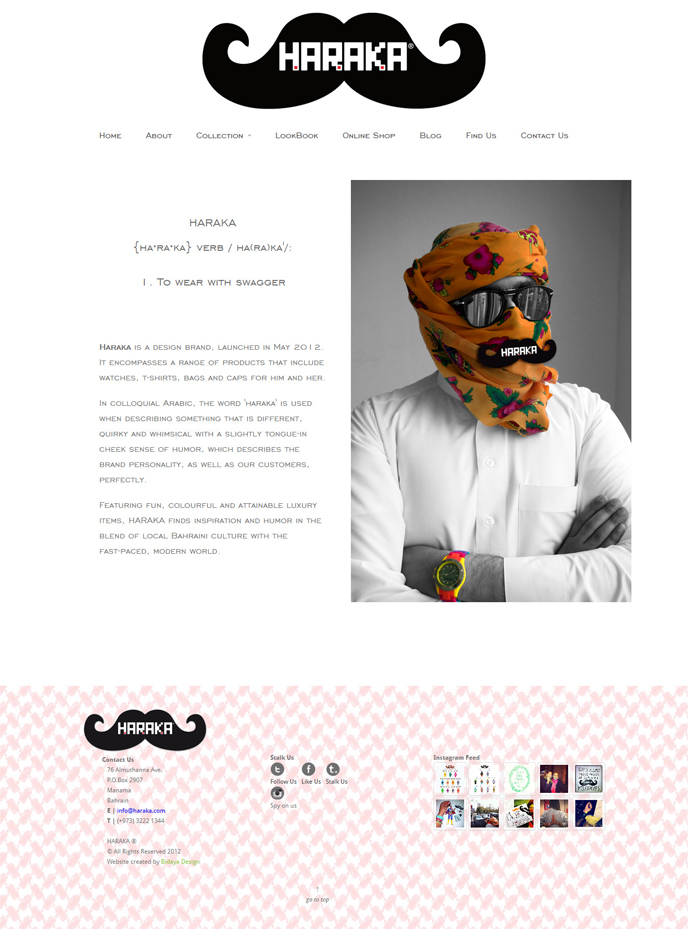 HARAKA®
Home About Collection LookBook Online Shop Blog Find Us Contact Us
HARAKA
{ha•ra•ka} verb / ha(ra)ka'/:
1. To wear with swagger
Haraka is a design brand, launched in May 2012.
It encompasses a range of products that include
watches, t-shirts, bags and caps for him and her.
In colloquial Arabic, the word 'haraka' is used
when describing something that is different,
quirky and whimsical with a slightly tongue-in
cheek sense of humor, which describes the
brand personality, as well as our customers,
perfectly.
Featuring fun, colourful and attainable luxury
items, HARAKA finds inspiration and humor in the
blend of local Bahraini culture with the
fast-paced, modern world.
HARAKA
HARAKA
Contact Us
76 Almuthanna Ave.
P.O.Box 2907
Manama
Bahrain
E | info@haraka.com
T | (+973) 3222 1344
HARAKA ®
© All Rights Reserved 2012
Website created by Bidaya Design
Stalk Us
Follow Us Like Us Stalk Us
Spy on us
Instagram Feed
↑
go to top